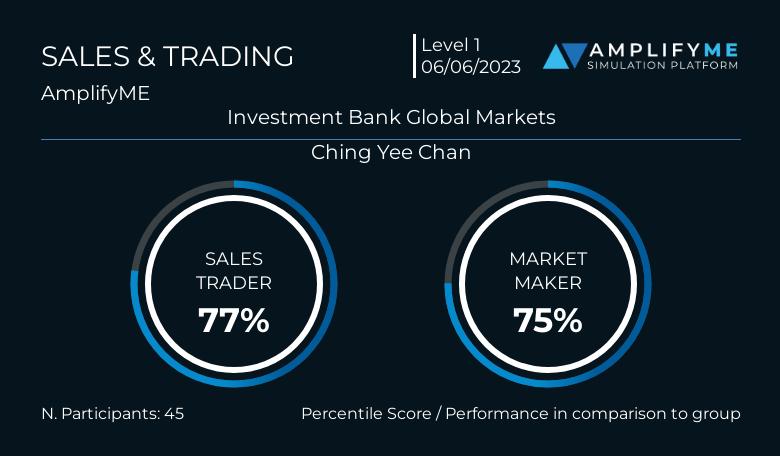 SALES & TRADING
Level 1
06/06/2023
AMPLIFYME
SIMULATION PLATFORM
AmplifyME
Investment Bank Global Markets
Ching Yee Chan
SALES
TRADER
77%
MARKET
MAKER
75%
N. Participants: 45
Percentile Score / Performance in comparison to group